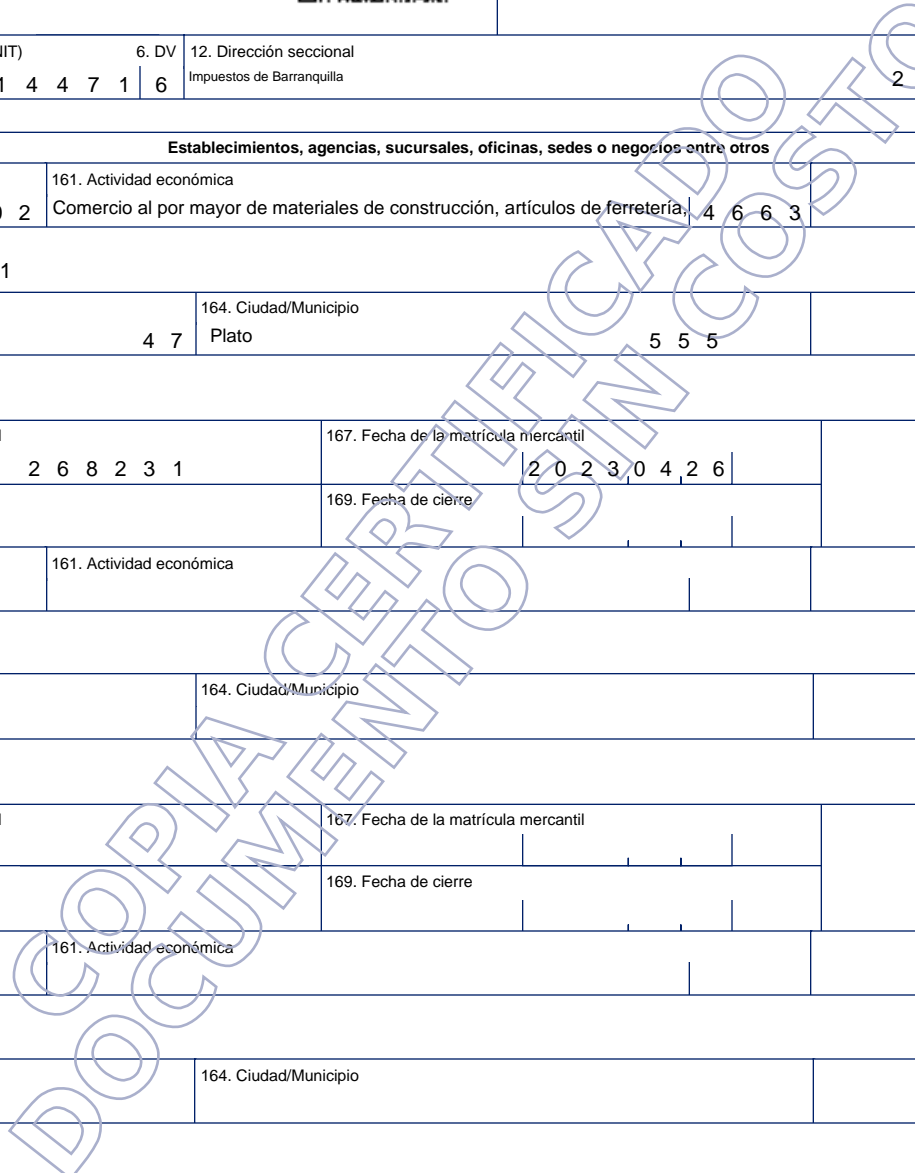 IT) 6. DV 12. Dirección seccional
1 4 4 7 1 6 Impuestos de Barranquilla 2
Establecimientos, agencias, sucursales, oficinas, sedes o negocios entre otros
161. Actividad económica
0 2 Comercio al por mayor de materiales de construcción, artículos de ferretería, 4 6 6 3
1
164. Ciudad/Municipio
4 7 Plato 5 5 5
167. Fecha de la matrícula mercantil
2 6 8 2 3 1 2 0 2 3 0 4 2 6
169. Fecha de cierre
161. Actividad económica
164. Ciudad/Municipio
167. Fecha de la matrícula mercantil
169. Fecha de cierre
161. Actividad económica
164. Ciudad/Municipio
COPIA CERTIFICADO
DOCUMENTO SIN COSTO